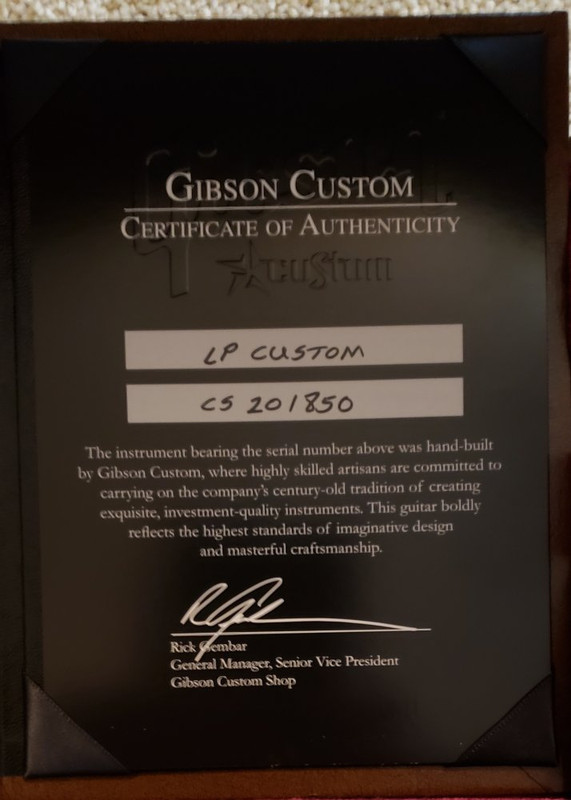 GIBSON CUSTOM
CERTIFICATE OF AUTHENTICITY
custom
LP CUSTOM
CS 201850
The instrument bearing the serial number above was hand-built
by Gibson Custom, where highly skilled artisans are committed to
carrying on the company's century-old tradition of creating
exquisite, investment-quality instruments. This guitar boldly
reflects the highest standards of imaginative design
and masterful craftsmanship.
Rick Gembar
General Manager, Senior Vice President
Gibson Custom Shop